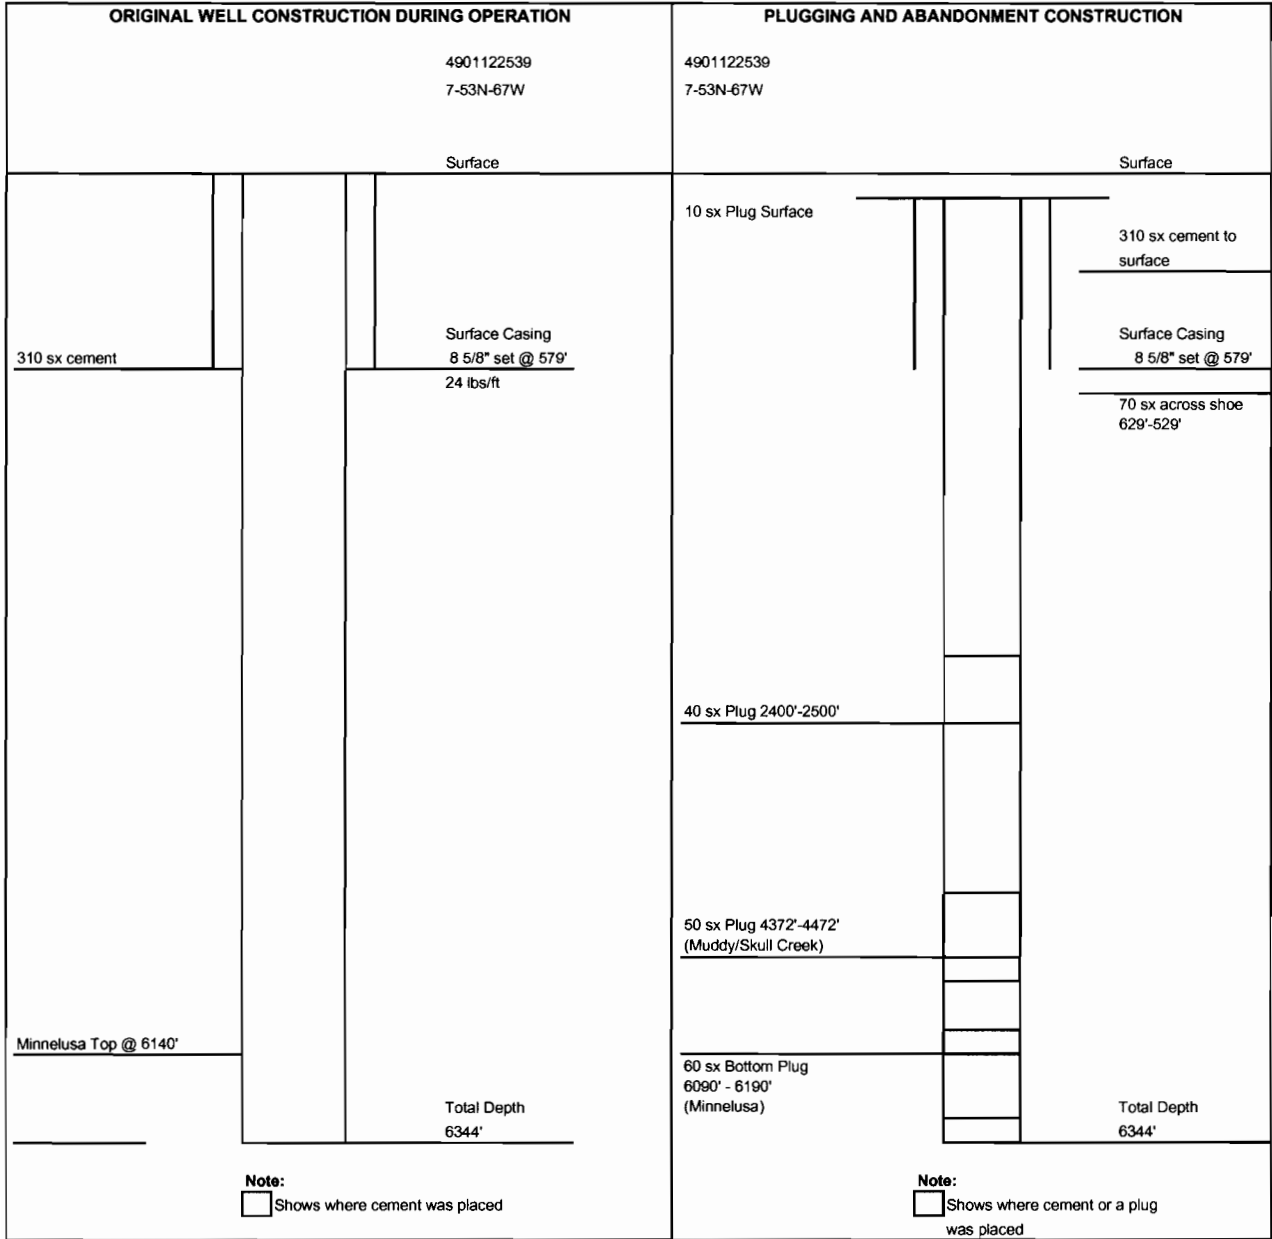 ORIGINAL WELL CONSTRUCTION DURING OPERATION
4901122539
7-53N-67W
Surface
310 sx cement
Surface Casing
8 5/8" set @ 579'
24 lbs/ft
Minnelusa Top @ 6140'
Total Depth
6344'
Note:
Shows where cement was placed
PLUGGING AND ABANDONMENT CONSTRUCTION
4901122539
7-53N-67W
Surface
10 sx Plug Surface
310 sx cement to
surface
Surface Casing
8 5/8" set @ 579'
70 sx across shoe
629'-529'
40 sx Plug 2400'-2500'
50 sx Plug 4372'-4472'
(Muddy/Skull Creek)
60 sx Bottom Plug
6090' - 6190'
(Minnelusa)
Total Depth
6344'
Note:
Shows where cement or a plug
was placed